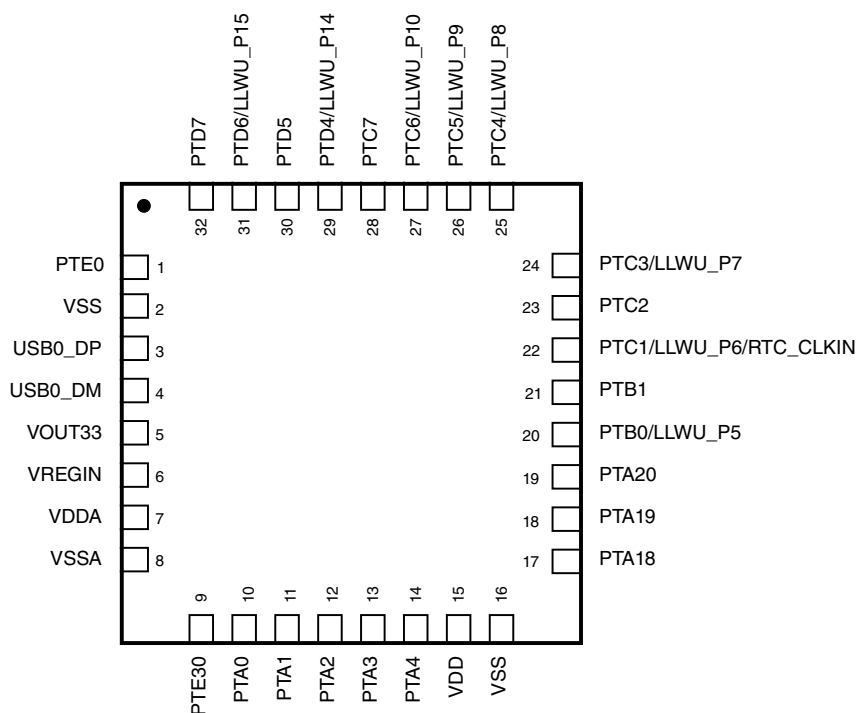 PTD7
PTD6/LLWU_P15
PTD5
PTD4/LLWU_P14
PTC7
PTC6/LLWU_P10
PTC5/LLWU_P9
PTC4/LLWU_P8
32
31
30
29
28
27
26
25
PTE0 1
VSS 2
USB0_DP 3
USB0_DM 4
VOUT33 5
VREGIN 6
VDDA 7
VSSA 8
24 PTC3/LLWU_P7
23 PTC2
22 PTC1/LLWU_P6/RTC_CLKIN
21 PTB1
20 PTB0/LLWU_P5
19 PTA20
18 PTA19
17 PTA18
9
10
11
12
13
14
15
16
PTE30
PTA0
PTA1
PTA2
PTA3
PTA4
VDD
VSS